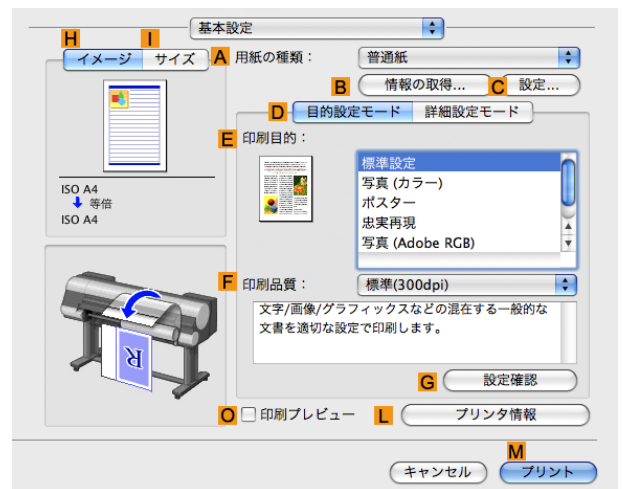 基本設定
H
I
イメージ サイズ
A 用紙の種類： 普通紙
B 情報の取得... C 設定...
D 目的設定モード 詳細設定モード
E 印刷目的：
標準設定
写真 (カラー)
ポスター
忠実再現
写真 (Adobe RGB)
ISO A4
等倍
ISO A4
F 印刷品質： 標準(300dpi)
文字/画像/グラフィックスなどの混在する一般的な
文書を適切な設定で印刷します。
R
G 設定確認
O 印刷プレビュー L プリンタ情報
M
キャンセル プリント